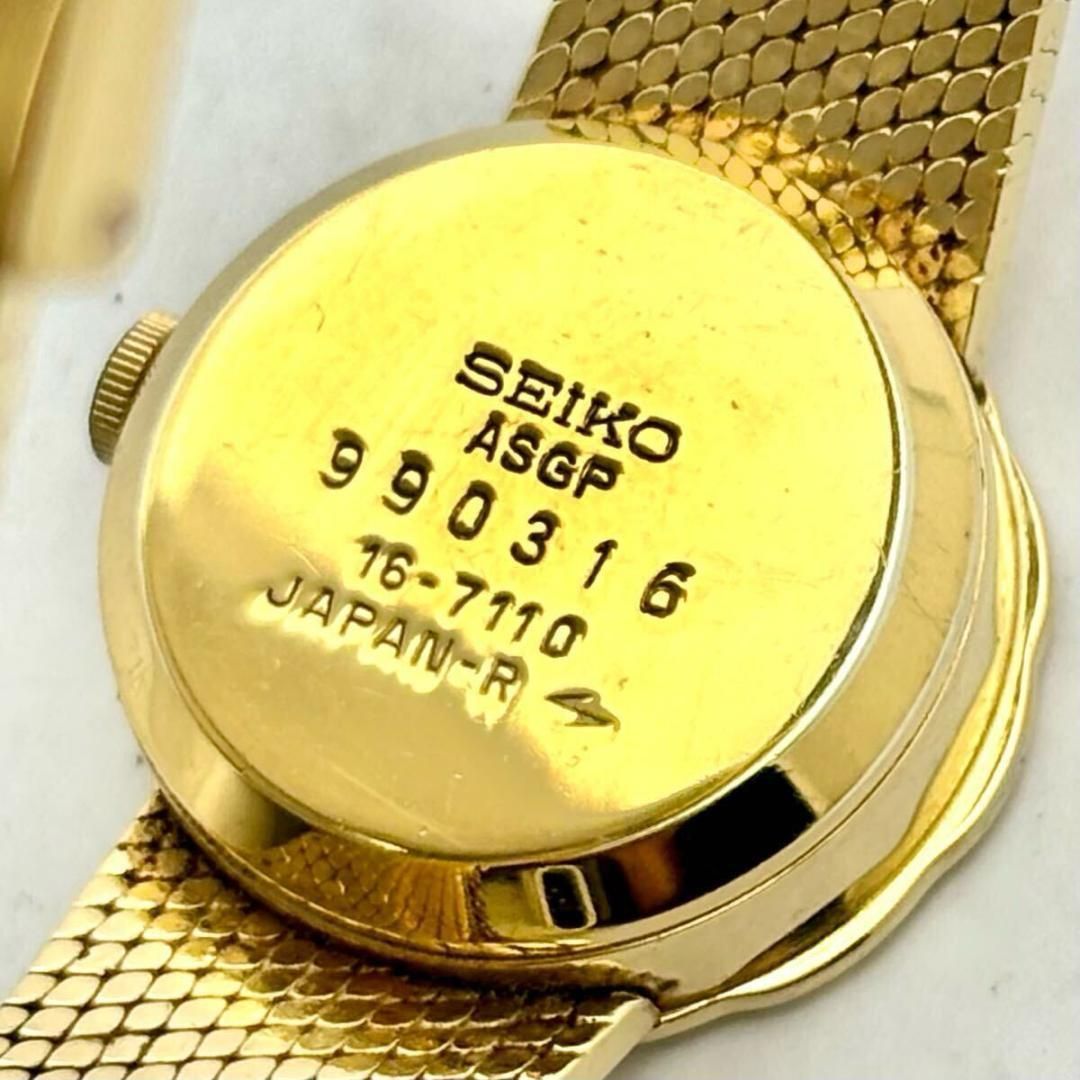 SEIKO
ASGP
990316
16-7110
JAPAN-R